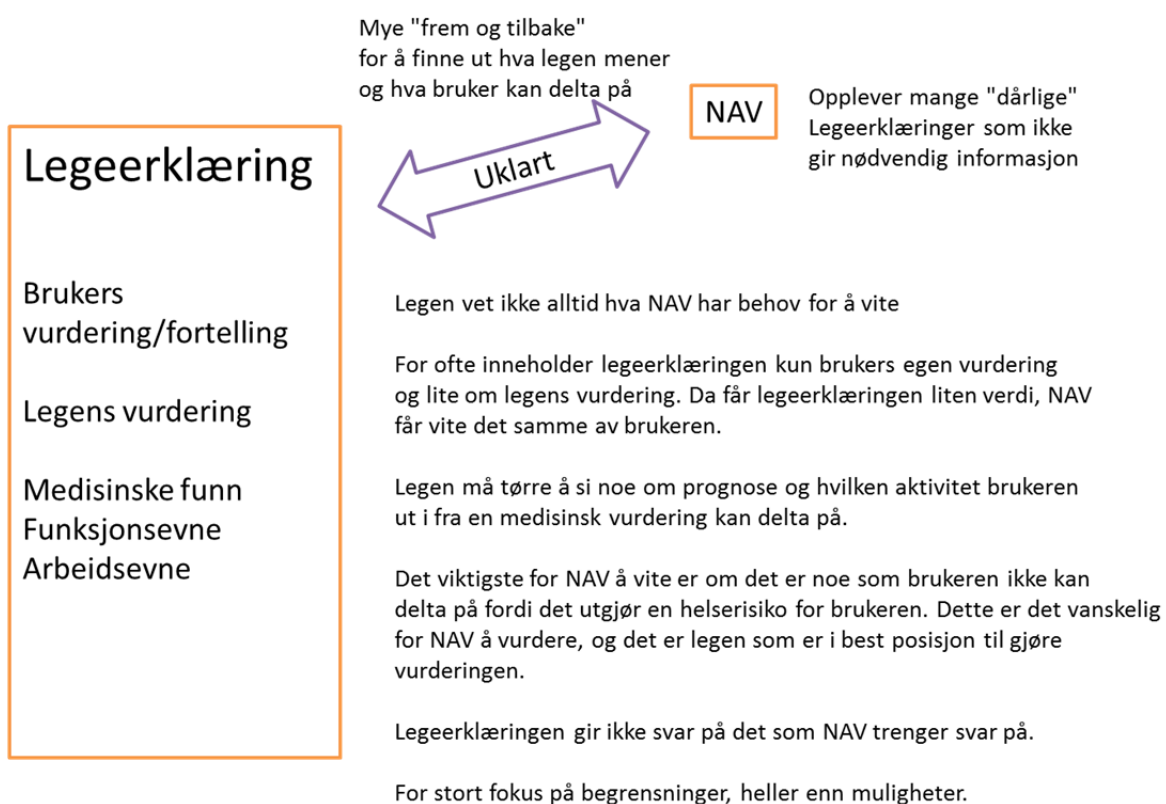 Mye "frem og tilbake"
for å finne ut hva legen mener
og hva bruker kan delta på
NAV
Opplever mange "dårlige"
Legeerklæringer som ikke
gir nødvendig informasjon
Uklart
Legeerklæring
Brukers
vurdering/fortelling
Legens vurdering
Medisinske funn
Funksjonsevne
Arbeidsevne
Legen vet ikke alltid hva NAV har behov for å vite
For ofte inneholder legeerklæringen kun brukers egen vurdering
og lite om legens vurdering. Da får legeerklæringen liten verdi, NAV
får vite det samme av brukeren.
Legen må tørre å si noe om prognose og hvilken aktivitet brukeren
ut i fra en medisinsk vurdering kan delta på.
Det viktigste for NAV å vite er om det er noe som brukeren ikke kan
delta på fordi det utgjør en helserisiko for brukeren. Dette er det vanskelig
for NAV å vurdere, og det er legen som er i best posisjon til gjøre
vurderingen.
Legeerklæringen gir ikke svar på det som NAV trenger svar på.
For stort fokus på begrensninger, heller enn muligheter.